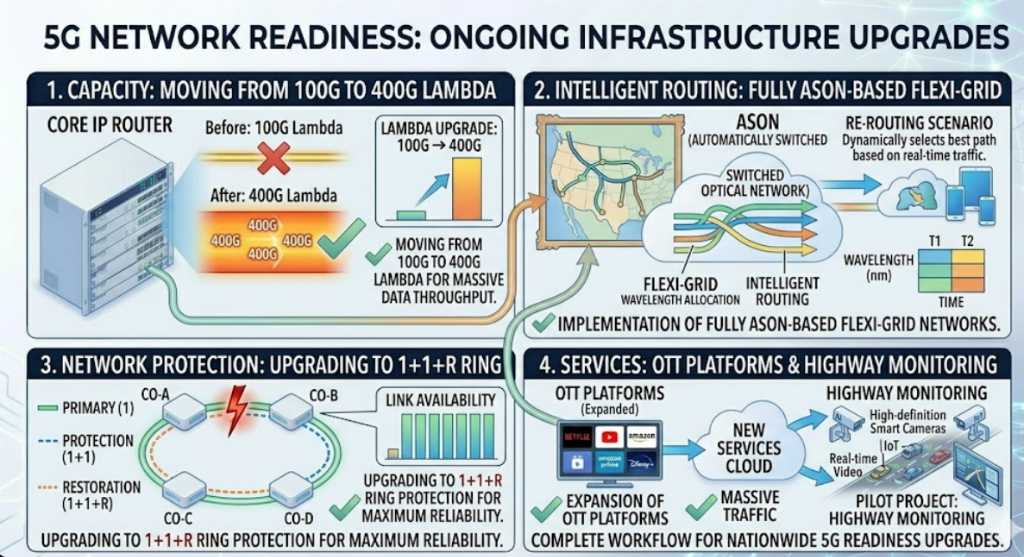 5G NETWORK READINESS: ONGOING INFRASTRUCTURE UPGRADES
1. CAPACITY: MOVING FROM 100G TO 400G LAMBDA
CORE IP ROUTER
Before: 100G Lambda
After: 400G Lambda
400G
400G
400G
400G
LAMBDA UPGRADE:
100G → 400G
MOVING FROM
100G TO 400G
LAMBDA FOR MASSIVE
DATA THROUGHPUT.
2. INTELLIGENT ROUTING: FULLY ASON-BASED FLEXI-GRID
ASON
(AUTOMATICALLY SWITCHED
SWITCHED
OPTICAL NETWORK)
FLEXI-GRID
WAVELENGTH ALLOCATION
INTELLIGENT
ROUTING
RE-ROUTING SCENARIO
Dynamically selects best path
based on real-time traffic.
T1 T2
WAVELENGTH
(nm)
TIME
IMPLEMENTATION OF FULLY ASON-BASED FLEXI-GRID NETWORKS.
3. NETWORK PROTECTION: UPGRADING TO 1+1+R RING
PRIMARY (1)
PROTECTION
(1+1)
RESTORATION
(1+1+R)
CO-A
CO-B
CO-C
CO-D
LINK AVAILABILITY
UPGRADING TO 1+1+R
RING PROTECTION FOR
MAXIMUM RELIABILITY.
UPGRADING TO 1+1+R RING PROTECTION FOR MAXIMUM RELIABILITY.
4. SERVICES: OTT PLATFORMS & HIGHWAY MONITORING
OTT PLATFORMS
(Expanded)
NETFLIX
amazon
amazon
prime
Disney+
EXPANSION OF
OTT PLATFORMS
NEW
SERVICES
CLOUD
MASSIVE
TRAFFIC
HIGHWAY MONITORING
High-definition
Smart Cameras
IoT
Real-time
Video
PILOT PROJECT:
HIGHWAY MONITORING
COMPLETE WORKFLOW FOR NATIONWIDE 5G READINESS UPGRADES.